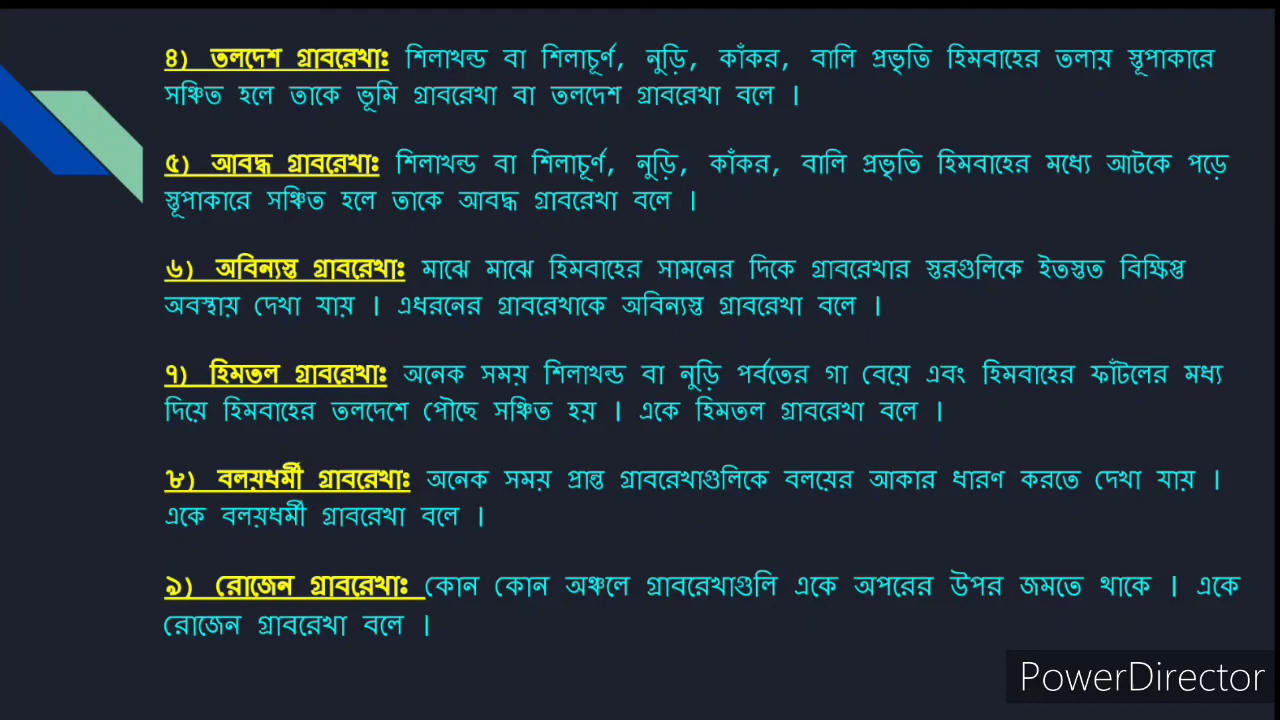 ৪) তলদেশ গ্রাবরেখাঃ শিলাখন্ড বা শিলাচূর্ণ, নুড়ি, কাঁকর, বালি প্রভৃতি হিমবাহের তলায় স্তূপাকারে
সঞ্চিত হলে তাকে ভূমি গ্রাবরেখা বা তলদেশ গ্রাবরেখা বলে ।
৫) আবদ্ধ গ্রাবরেখাঃ শিলাখন্ড বা শিলাচূর্ণ, নুড়ি, কাঁকর, বালি প্রভৃতি হিমবাহের মধ্যে আটকে পড়ে
স্তূপাকারে সঞ্চিত হলে তাকে আবদ্ধ গ্রাবরেখা বলে ।
৬) অবিন্যস্ত গ্রাবরেখাঃ মাঝে মাঝে হিমবাহের সামনের দিকে গ্রাবরেখার স্তরগুলিকে ইতস্তত বিক্ষিপ্ত
অবস্থায় দেখা যায় । এধরনের গ্রাবরেখাকে অবিন্যস্ত গ্রাবরেখা বলে ।
৭) হিমতল গ্রাবরেখাঃ অনেক সময় শিলাখন্ড বা নুড়ি পর্বতের গা বেয়ে এবং হিমবাহের ফাঁটলের মধ্য
দিয়ে হিমবাহের তলদেশে পৌছে সঞ্চিত হয় । একে হিমতল গ্রাবরেখা বলে ।
৮) বলয়ধর্মী গ্রাবরেখাঃ অনেক সময় প্রান্ত গ্রাবরেখাগুলিকে বলয়ের আকার ধারণ করতে দেখা যায় ।
একে বলয়ধর্মী গ্রাবরেখা বলে ।
৯) রোজেন গ্রাবরেখাঃ কোন কোন অঞ্চলে গ্রাবরেখাগুলি একে অপরের উপর জমতে থাকে । একে
রোজেন গ্রাবরেখা বলে ।
PowerDirector